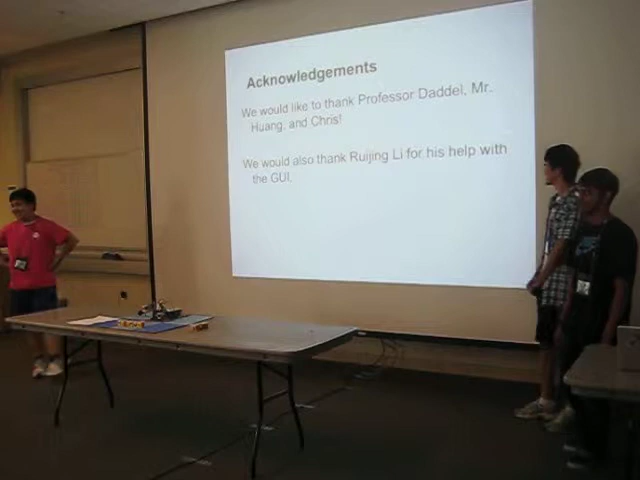 Acknowledgements
We would like to thank Professor Daddel, Mr.
Huang, and Chris!
We would also thank Ruijing Li for his help with
the GUI.